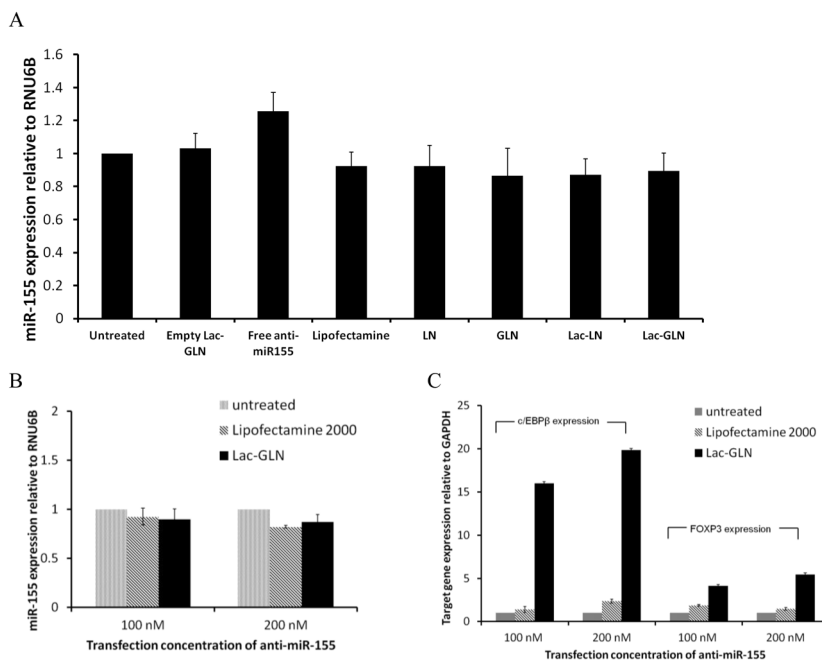 A
miR-155 expression relative to RNU6B
1.6
1.4
1.2
1
0.8
0.6
0.4
0.2
0
Untreated
Empty Lac-
GLN
Free anti-
miR155
Lipofectamine
LN
GLN
Lac-LN
Lac-GLN
B
miR-155 expression relative to RNU6B
2
1.5
1
0.5
0
untreated
Lipofectamine 2000
Lac-GLN
100 nM
200 nM
Transfection concentration of anti-miR-155
C
Target gene expression relative to GAPDH
25
20
15
10
5
0
c/EBPβ expression
untreated
Lipofectamine 2000
Lac-GLN
FOXP3 expression
100 nM
200 nM
100 nM
200 nM
Transfection concentration of anti-miR-155